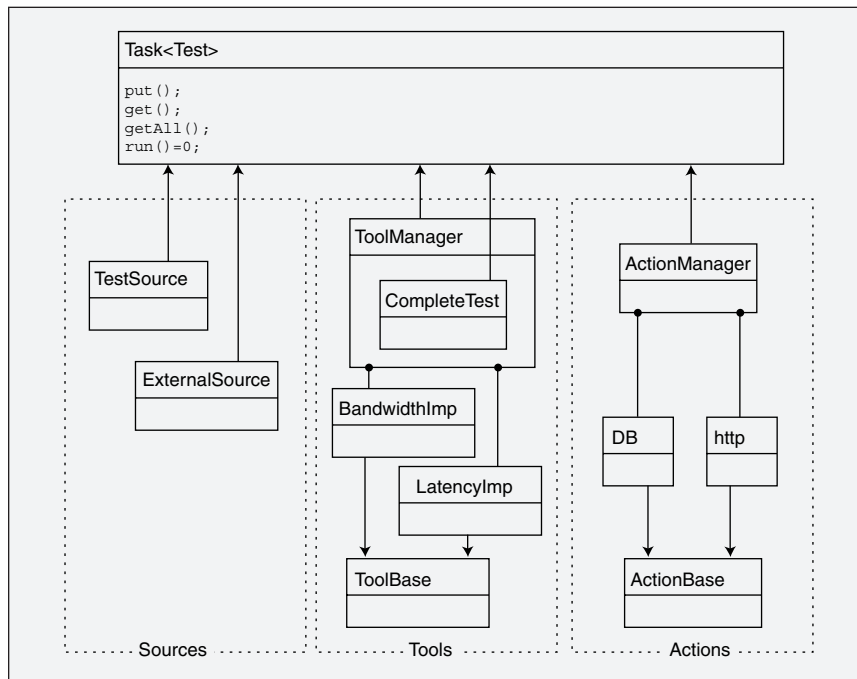 Task<Test>
put();
get();
getAll();
run()=0;
ToolManager
ActionManager
TestSource
CompleteTest
ExternalSource
BandwidthImp
DB
http
LatencyImp
ToolBase
ActionBase
Sources
Tools
Actions